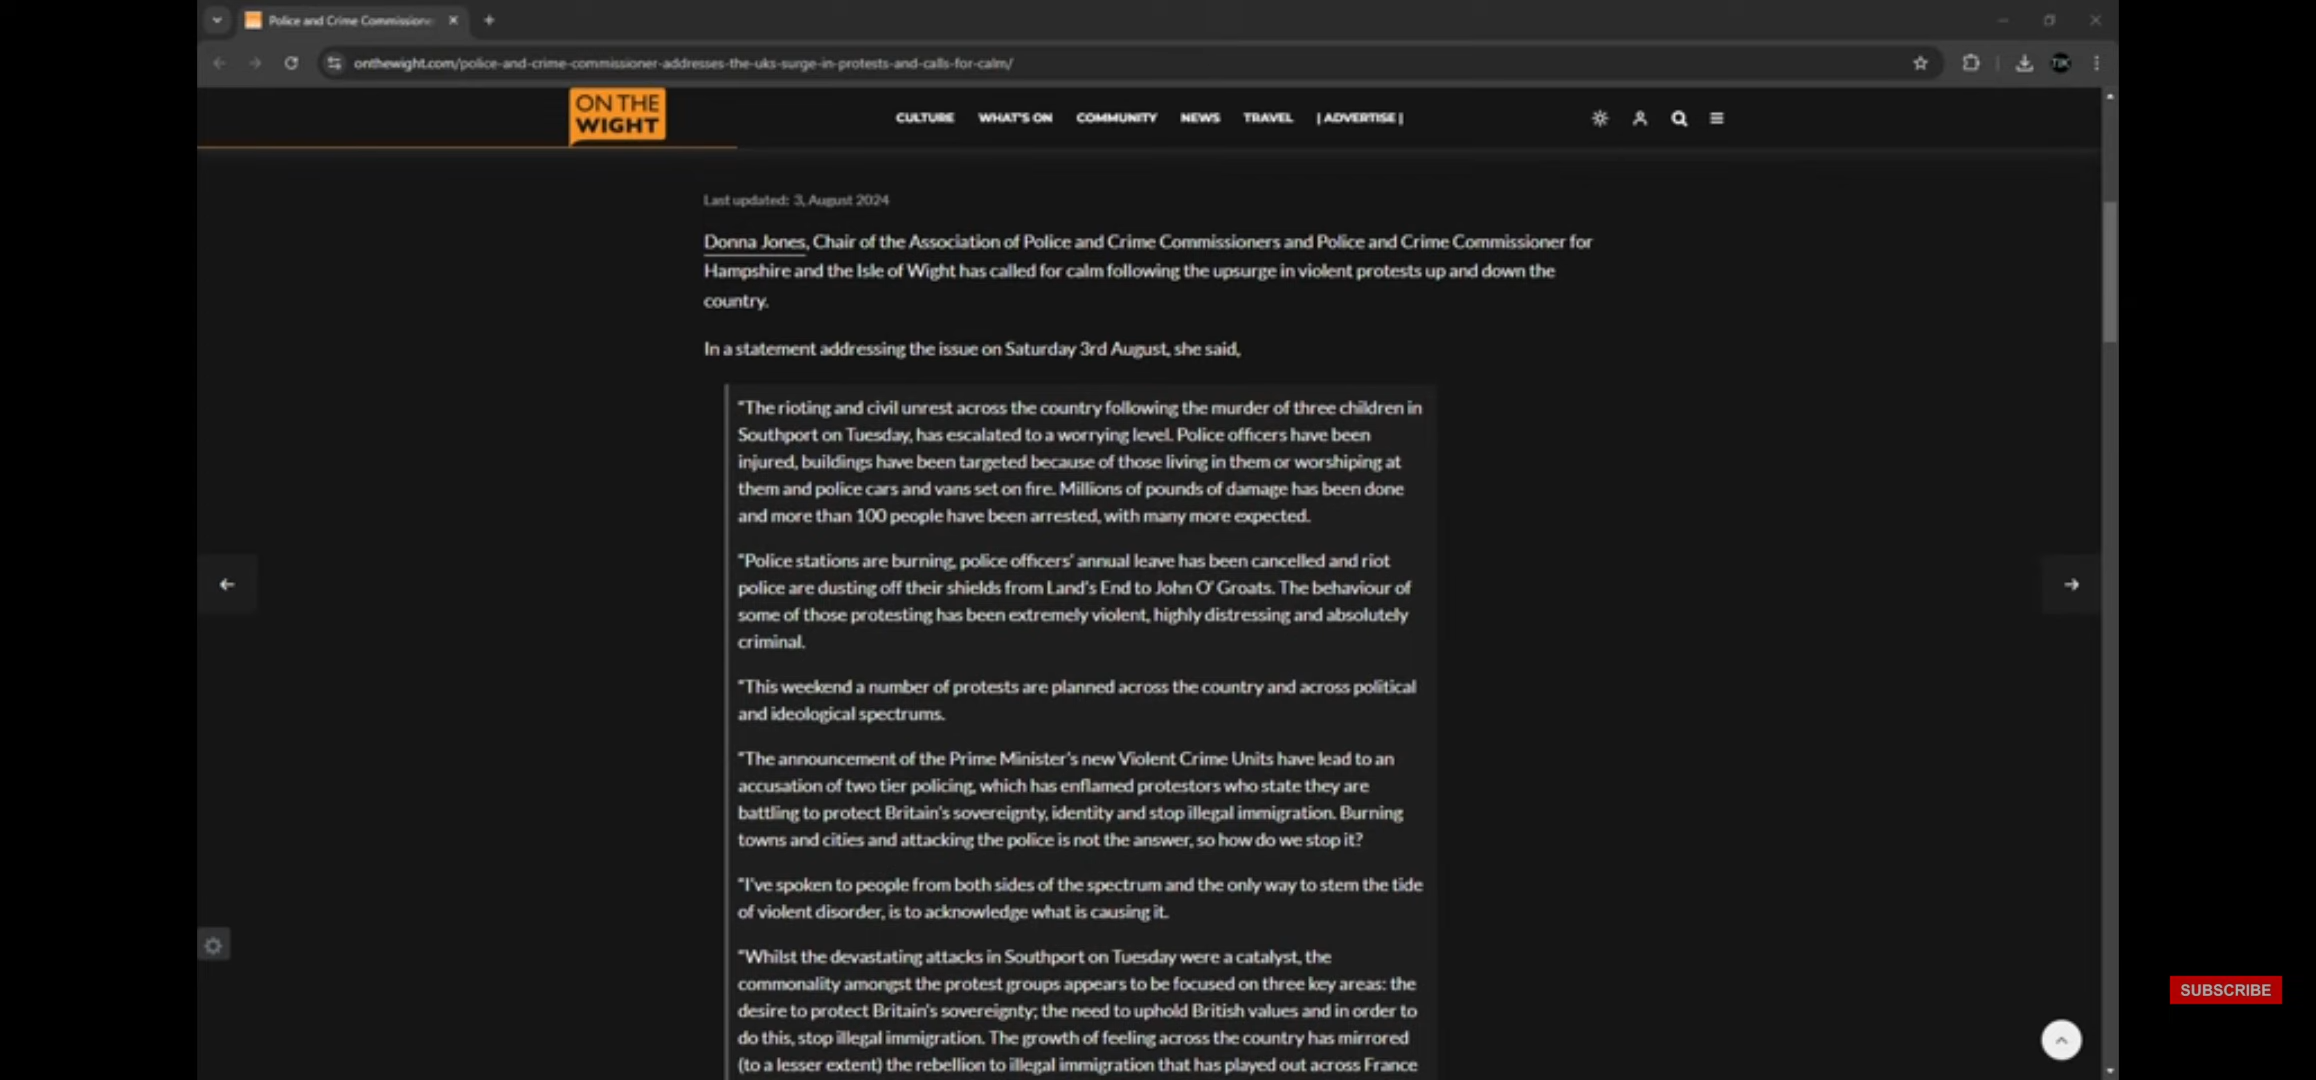 Police and Crime Commissione
onthewight.com/police-and-crime-commissioner-addresses-the-uks-surge-in-protests-and-calls-for-calm/
TIK
ON THE
WIGHT
CULTURE WHAT'S ON COMMUNITY NEWS TRAVEL | ADVERTISE |
Last updated: 3, August 2024
Donna Jones, Chair of the Association of Police and Crime Commissioners and Police and Crime Commissioner for
Hampshire and the Isle of Wight has called for calm following the upsurge in violent protests up and down the
country.
In a statement addressing the issue on Saturday 3rd August, she said,
“The rioting and civil unrest across the country following the murder of three children in
Southport on Tuesday, has escalated to a worrying level. Police officers have been
injured, buildings have been targeted because of those living in them or worshiping at
them and police cars and vans set on fire. Millions of pounds of damage has been done
and more than 100 people have been arrested, with many more expected.
“Police stations are burning, police officers’ annual leave has been cancelled and riot
police are dusting off their shields from Land's End to John O’ Groats. The behaviour of
some of those protesting has been extremely violent, highly distressing and absolutely
criminal.
“This weekend a number of protests are planned across the country and across political
and ideological spectrums.
“The announcement of the Prime Minister's new Violent Crime Units have lead to an
accusation of two tier policing, which has enflamed protestors who state they are
battling to protect Britain's sovereignty, identity and stop illegal immigration. Burning
towns and cities and attacking the police is not the answer, so how do we stop it?
“I've spoken to people from both sides of the spectrum and the only way to stem the tide
of violent disorder, is to acknowledge what is causing it.
“Whilst the devastating attacks in Southport on Tuesday were a catalyst, the
commonality amongst the protest groups appears to be focused on three key areas: the
desire to protect Britain's sovereignty; the need to uphold British values and in order to
do this, stop illegal immigration. The growth of feeling across the country has mirrored
(to a lesser extent) the rebellion to illegal immigration that has played out across France
SUBSCRIBE